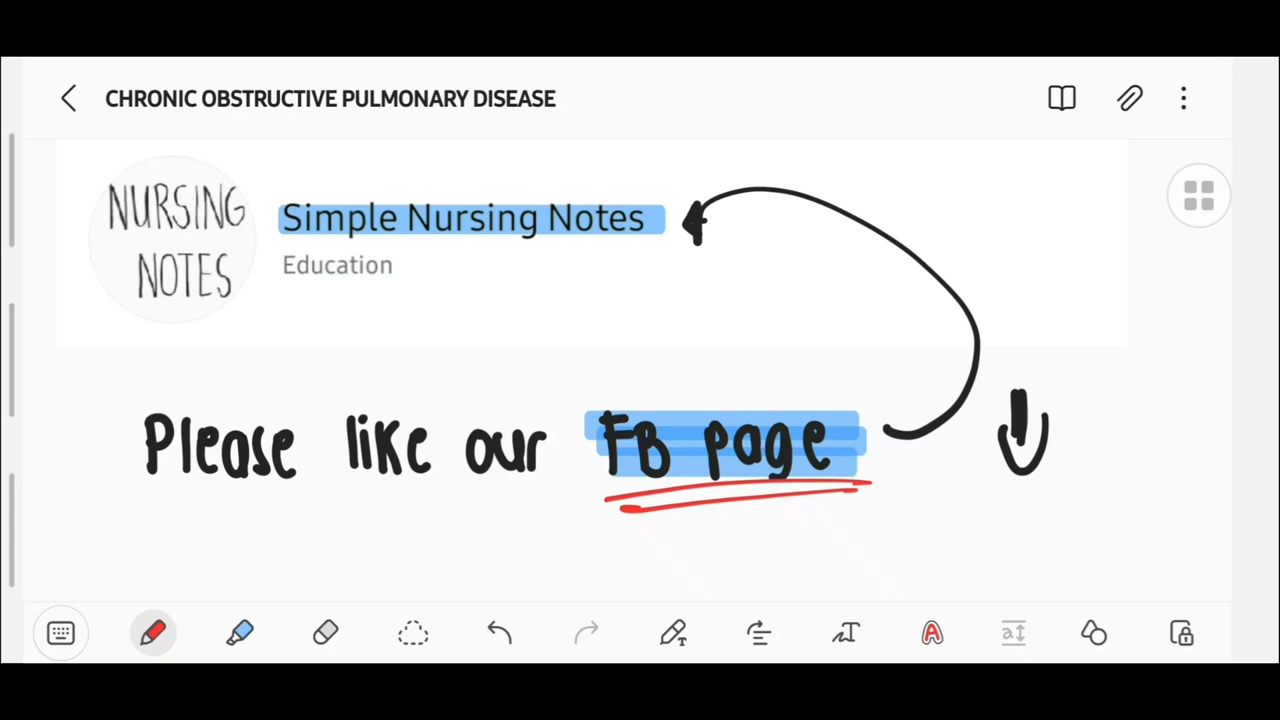 CHRONIC OBSTRUCTIVE PULMONARY DISEASE
NURSING
NOTES
Simple Nursing Notes
Education
Please like our FB page